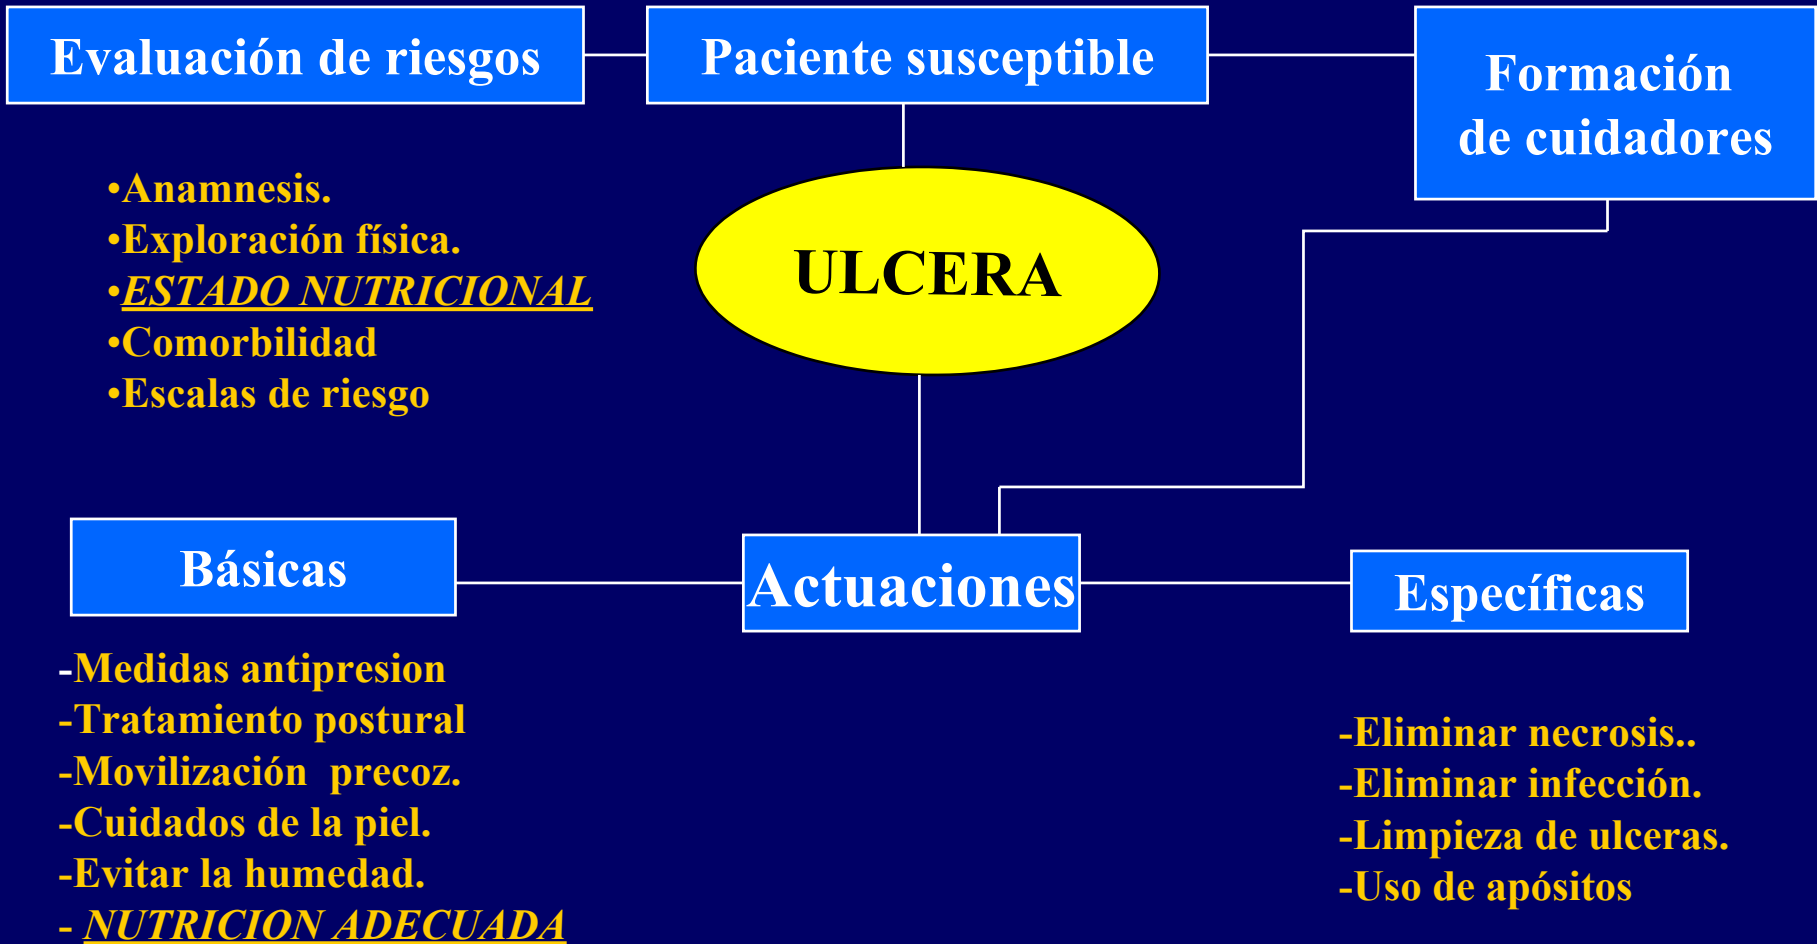 Evaluación de riesgos
Paciente susceptible
Formación
de cuidadores
•Anamnesis.
•Exploración física.
•ESTADO NUTRICIONAL
•Comorbilidad
•Escalas de riesgo
ULCERA
Básicas
Actuaciones
Específicas
-Medidas antipresion
-Tratamiento postural
-Movilización precoz.
-Cuidados de la piel.
-Evitar la humedad.
- NUTRICION ADECUADA
-Eliminar necrosis..
-Eliminar infección.
-Limpieza de ulceras.
-Uso de apósitos